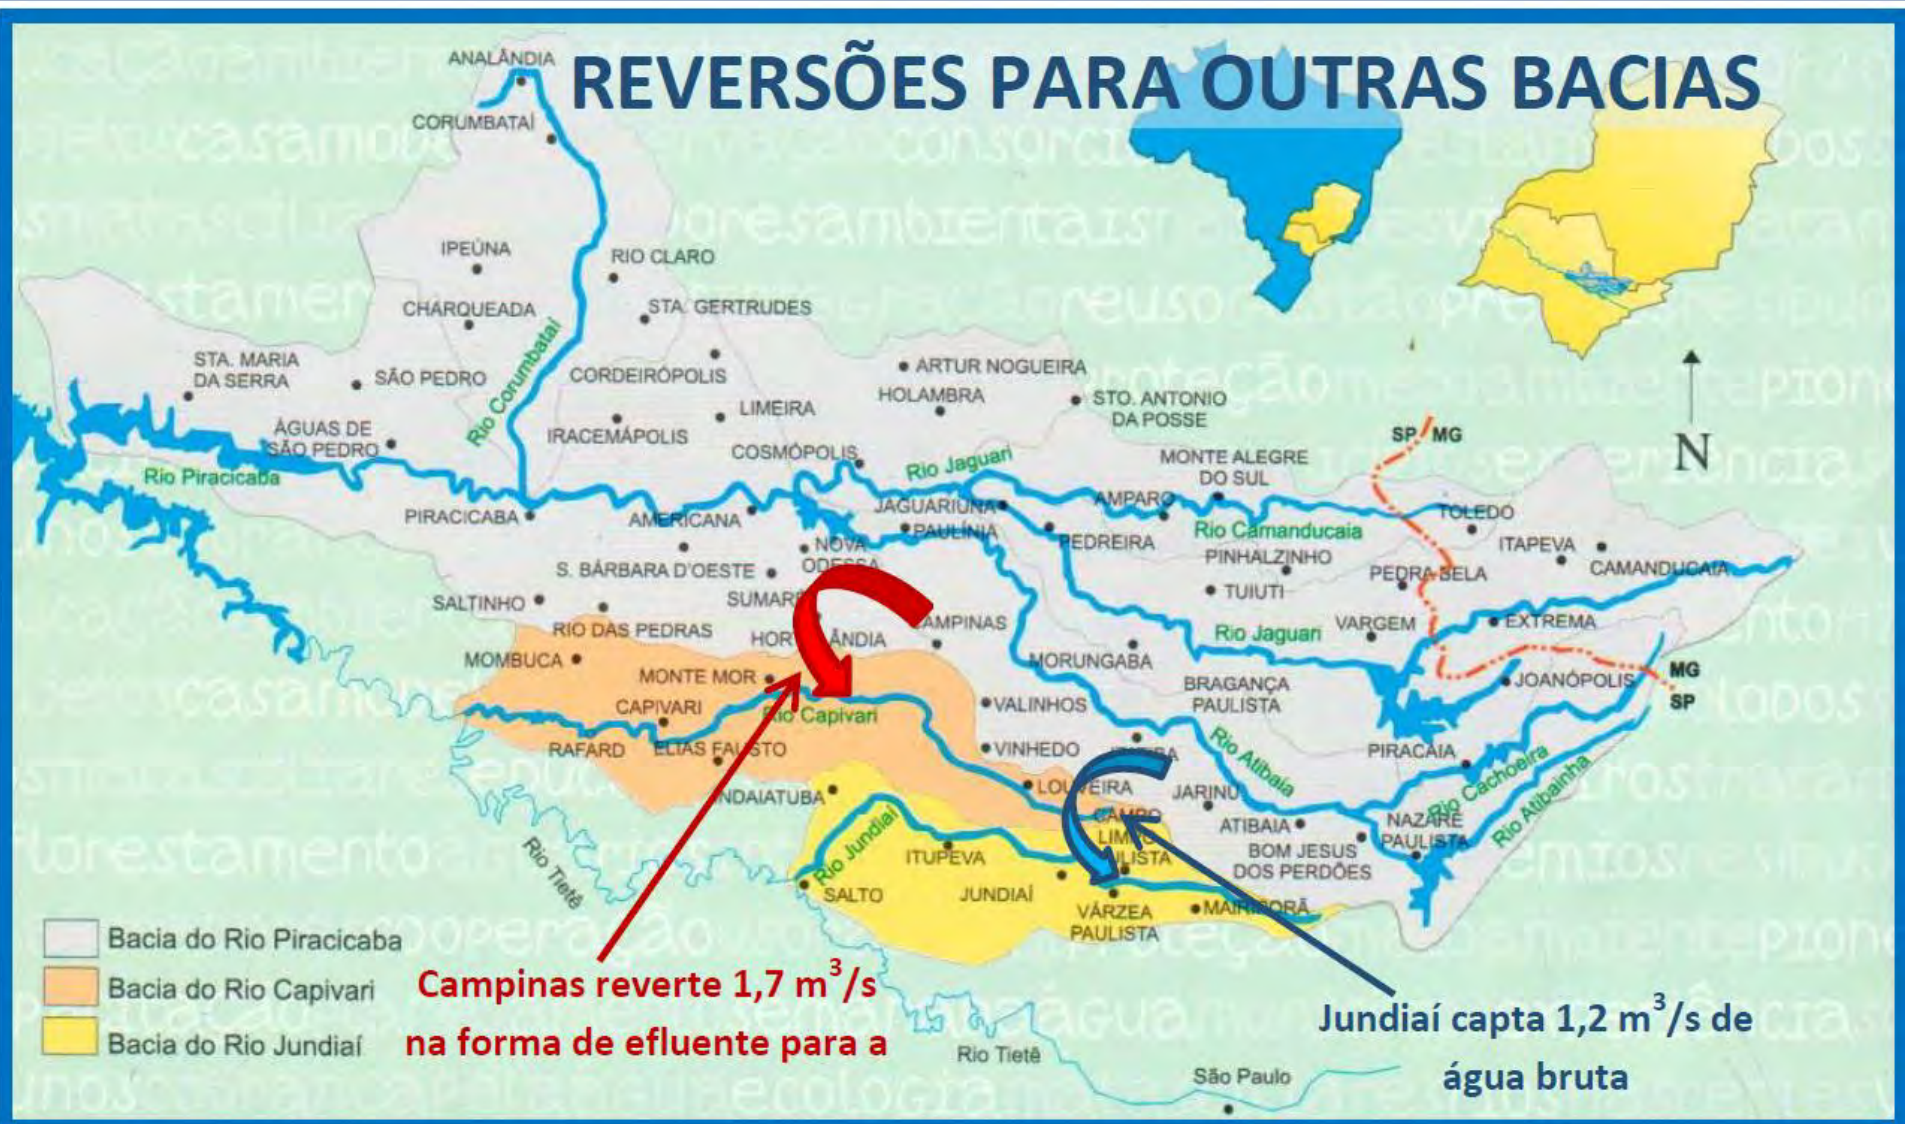 REVERSÕES PARA OUTRAS BACIAS
ANALÂNDIA
CORUMBATAÍ
IPEÚNA
RIO CLARO
CHARQUEADA
STA. GERTRUDES
Rio Corumbataí
STA. MARIA
DA SERRA
SÃO PEDRO
CORDEIRÓPOLIS
ARTUR NOGUEIRA
HOLAMBRA
STO. ANTONIO
DA POSSE
LIMEIRA
IRACEMÁPOLIS
ÁGUAS DE
SÃO PEDRO
COSMÓPOLIS
Rio Piracicaba
Rio Jaguari
MONTE ALEGRE
DO SUL
SP MG
N
PIRACICABA
AMERICANA
JAGUARIUNA
AMPARO
TOLEDO
PAULÍNIA
Rio Camanducaia
PEDREIRA
NOVA
ODESSA
PINHALZINHO
ITAPEVA
CAMANDUCAIA
S. BÁRBARA D'OESTE
PEDRA BELA
TUIUTI
SALTINHO
SUMARÉ
RIO DAS PEDRAS
CAMPINAS
VARGEM
EXTREMA
Rio Jaguari
MOMBUCA
MONTE MOR
MORUNGABA
BRAGANÇA
PAULISTA
JOANÓPOLIS
MG
SP
CAPIVARI
Rio Capivari
VALINHOS
RAFARD
ELIAS FAUSTO
VINHEDO
Rio Atibaia
PIRACAIA
Rio Cachoeira
Rio Atibainha
INDAIATUBA
LOUVEIRA
JARINU
CAMPO
LIMPO
PAULISTA
ATIBAIA
NAZARÉ
PAULISTA
BOM JESUS
DOS PERDÕES
Rio Jundiaí
ITUPEVA
Rio Tietê
SALTO
JUNDIAÍ
VÁRZEA
PAULISTA
MAIRIPORÃ
Bacia do Rio Piracicaba
Bacia do Rio Capivari
Bacia do Rio Jundiaí
Campinas reverte 1,7 m³/s
na forma de efluente para a
Jundiaí capta 1,2 m³/s de
água bruta
Rio Tietê
São Paulo